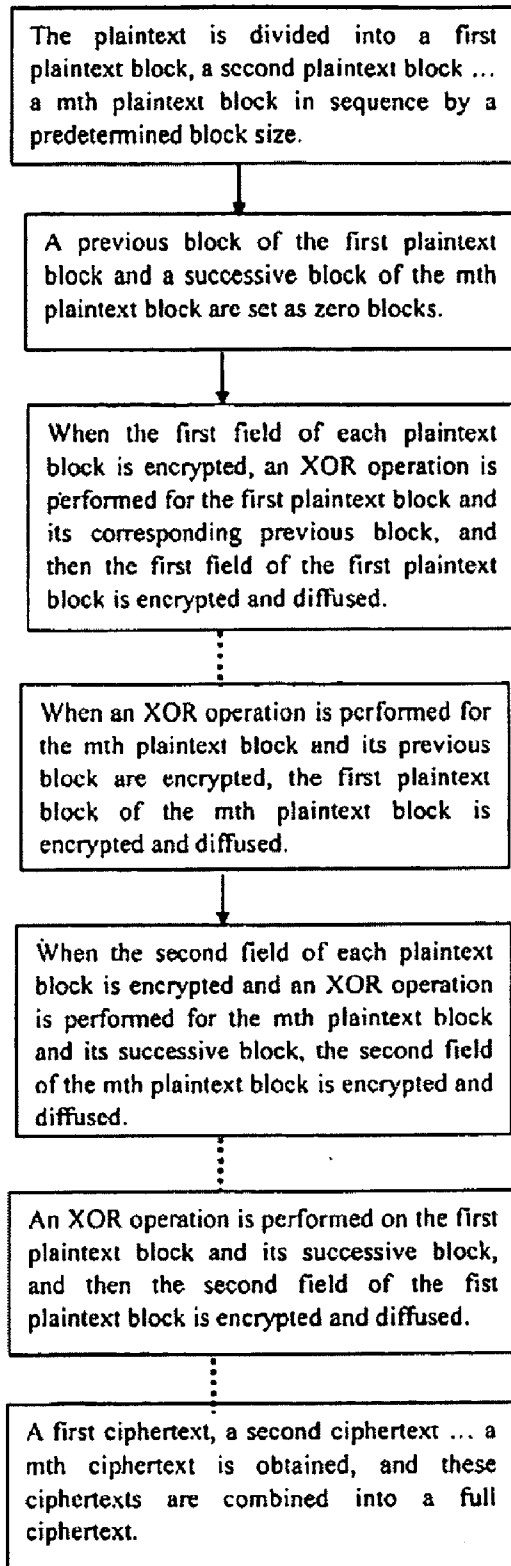 The plaintext is divided into a first
plaintext block, a second plaintext block ...
a mth plaintext block in sequence by a
predetermined block size.
A previous block of the first plaintext
block and a successive block of the mth
plaintext block are set as zero blocks.
When the first field of each plaintext
block is encrypted, an XOR operation is
performed for the first plaintext block and
its corresponding previous block, and
then the first field of the first plaintext
block is encrypted and diffused.
When an XOR operation is performed for
the mth plaintext block and its previous
block are encrypted, the first plaintext
block of the mth plaintext block is
encrypted and diffused.
When the second field of each plaintext
block is encrypted and an XOR operation
is performed for the mth plaintext block
and its successive block, the second field
of the mth plaintext block is encrypted and
diffused.
An XOR operation is performed on the first
plaintext block and its successive block,
and then the second field of the fist
plaintext block is encrypted and diffused.
A first ciphertext, a second ciphertext ... a
mth ciphertext is obtained, and these
ciphertexts are combined into a full
ciphertext.